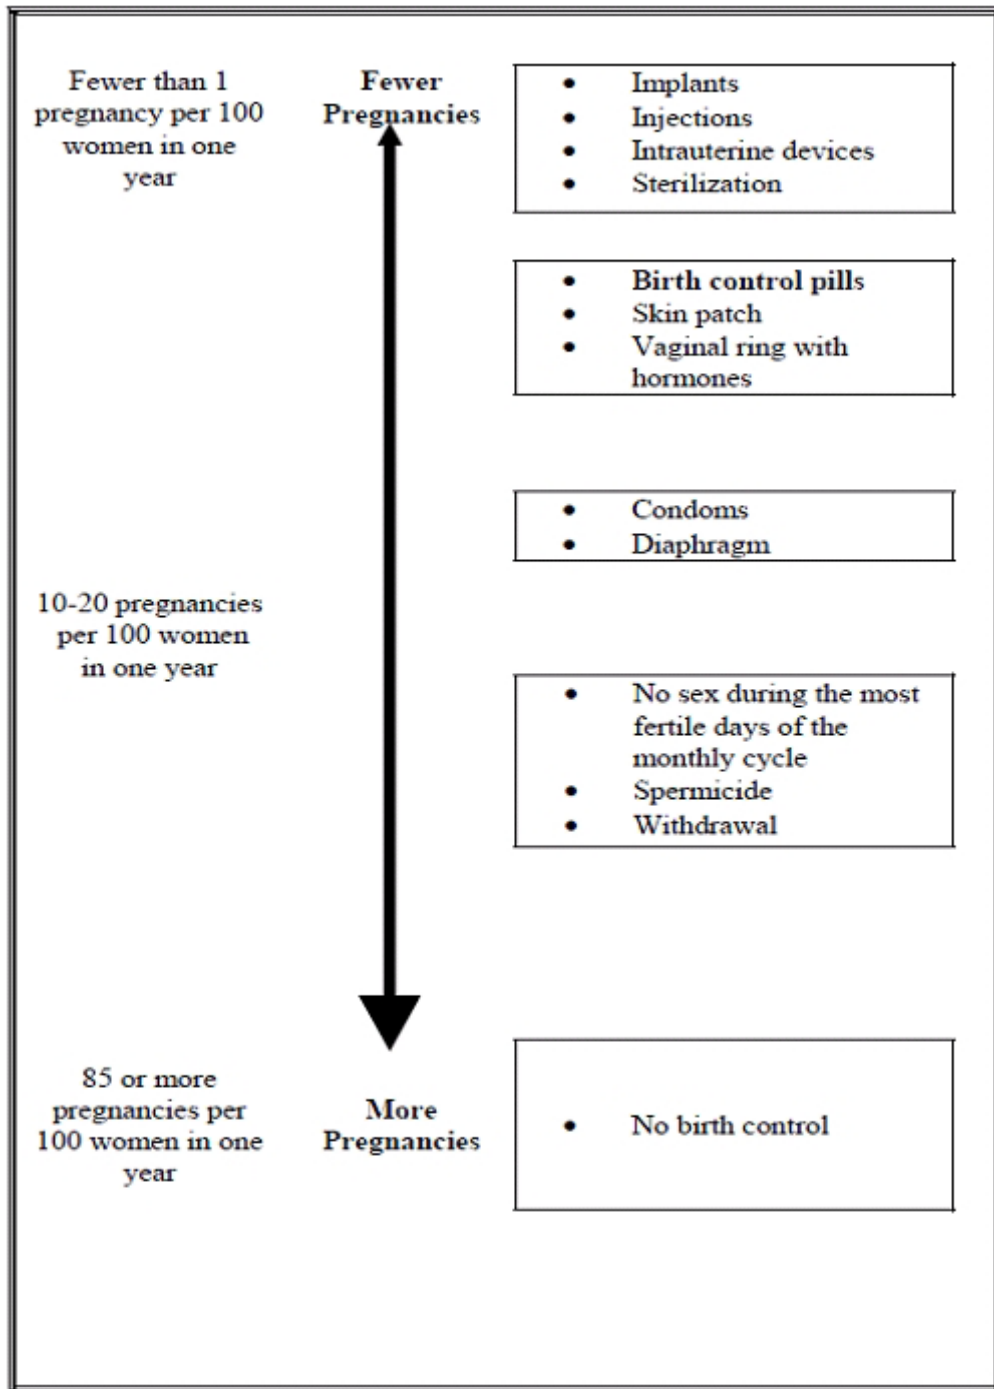 Fewer than 1
pregnancy per 100
women in one
year
Fewer
Pregnancies
• Implants
• Injections
• Intrauterine devices
• Sterilization
• Birth control pills
• Skin patch
• Vaginal ring with
hormones
• Condoms
• Diaphragm
10-20 pregnancies
per 100 women
in one year
• No sex during the most
fertile days of the
monthly cycle
• Spermicide
• Withdrawal
85 or more
pregnancies per
100 women in one
year
More
Pregnancies
• No birth control